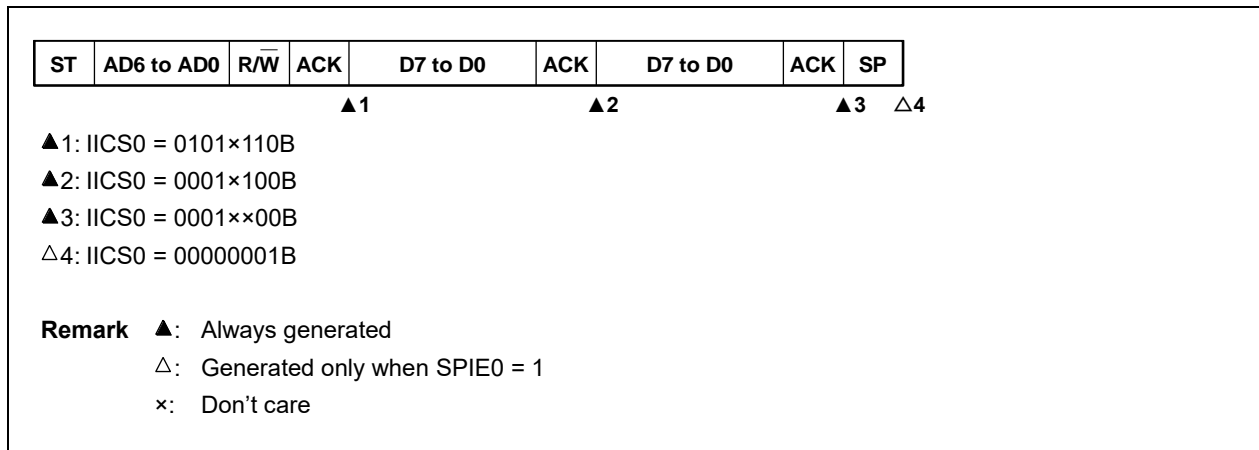 ST AD6 to AD0 R/W̅ ACK D7 to D0 ACK D7 to D0 ACK SP
▲1 ▲2 ▲3 △4
▲1: IICS0 = 0101×110B
▲2: IICS0 = 0001×100B
▲3: IICS0 = 0001××00B
△4: IICS0 = 00000001B
Remark ▲: Always generated
△: Generated only when SPIE0 = 1
×: Don’t care